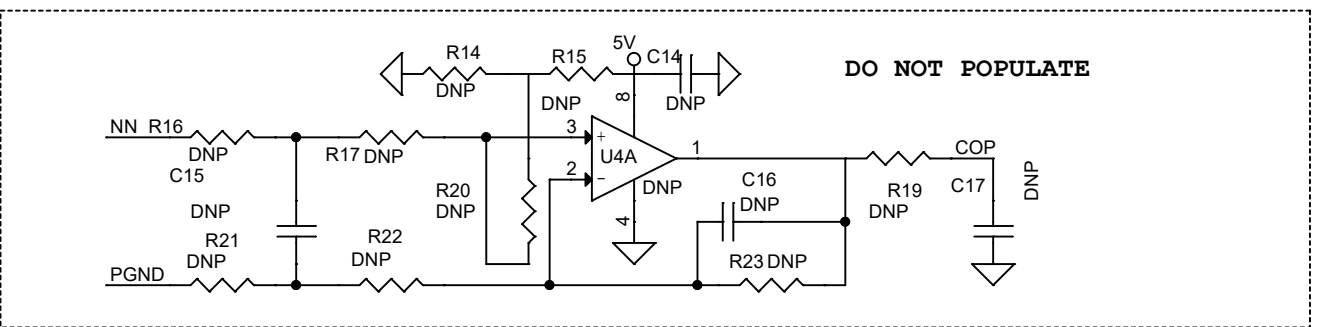 5V
R14
R15
C14
DO NOT POPULATE
DNP
DNP
DNP
8
NN R16
3
+
1
COP
DNP
R17 DNP
U4A
C15
2
−
DNP
C16
R19
C17
DNP
R20
DNP
DNP
DNP
DNP
4
R21
R22
DNP
DNP
R23 DNP
PGND